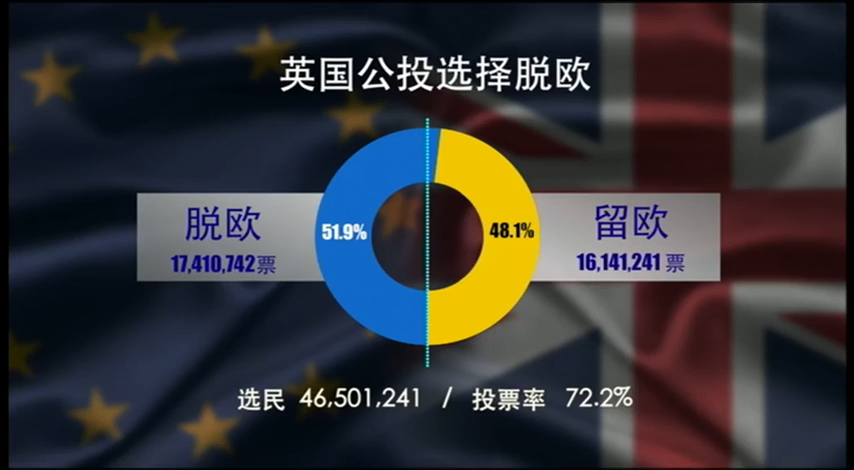 英国公投选择脱欧
脱欧
17,410,742票
51.9%
48.1%
留欧
16,141,241 票
选民 46,501,241 / 投票率 72.2%